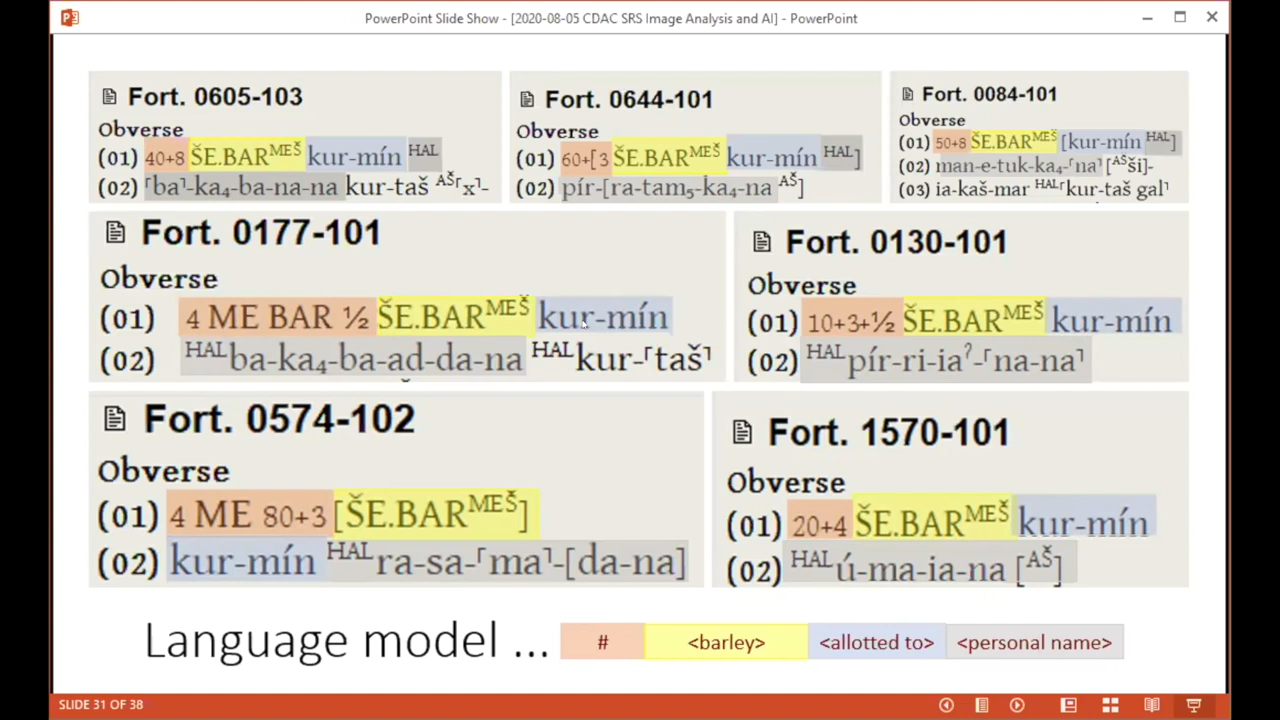 PowerPoint Slide Show - [2020-08-05 CDAC SRS Image Analysis and AI] - PowerPoint
Fort. 0605-103
Obverse
(01) 40+8 ŠE.BARᴹᴱˢ̌ kur-mín ᴴᴬᴸ
(02) ⸢ba⸣-ka₄-ba-na-na kur-taš ᴬˢ̌⸢x⸣-
Fort. 0644-101
Obverse
(01) 60+[3 ŠE.BARᴹᴱˢ̌ kur-mín ᴴᴬᴸ]
(02) pír-[ra-tam₅-ka₄-na ᴬˢ̌]
Fort. 0084-101
Obverse
(01) 50+8 ŠE.BARᴹᴱˢ̌ [kur-mín ᴴᴬᴸ]
(02) man-e-tuk-ka₄-⸢na⸣ [ᴬˢ̌ši]-
(03) ia-kaš-mar ᴴᴬᴸ⸢kur-taš gal⸣
Fort. 0177-101
Obverse
(01) 4 ME BAR ½ ŠE.BARᴹᴱˢ̌ kur-mín
(02) ᴴᴬᴸba-ka₄-ba-ad-da-na ᴴᴬᴸkur-⸢taš⸣
Fort. 0130-101
Obverse
(01) 10+3+½ ŠE.BARᴹᴱˢ̌ kur-mín
(02) ᴴᴬᴸpír-ri-ia?-⸢na-na⸣
Fort. 0574-102
Obverse
(01) 4 ME 80+3 [ŠE.BARᴹᴱˢ̌]
(02) kur-mín ᴴᴬᴸra-sa-⸢ma⸣-[da-na]
Fort. 1570-101
Obverse
(01) 20+4 ŠE.BARᴹᴱˢ̌ kur-mín
(02) ᴴᴬᴸú-ma-ia-na [ᴬˢ̌]
Language model ... # <barley> <allotted to> <personal name>
SLIDE 31 OF 38